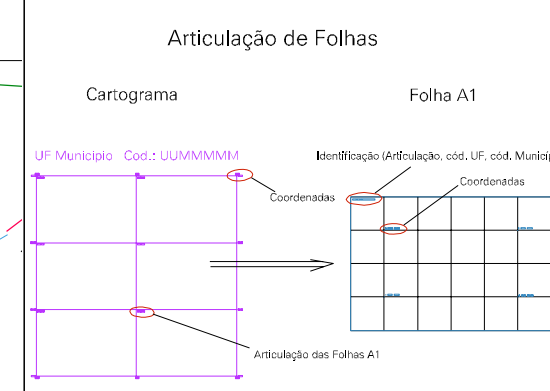 Articulação de Folhas
Cartograma
Folha A1
UF Municipio Cod.: UUMMMMM
Identificação (Articulação, cód. UF, cód. Municíp
Coordenadas
Coordenadas
Articulação das Folhas A1